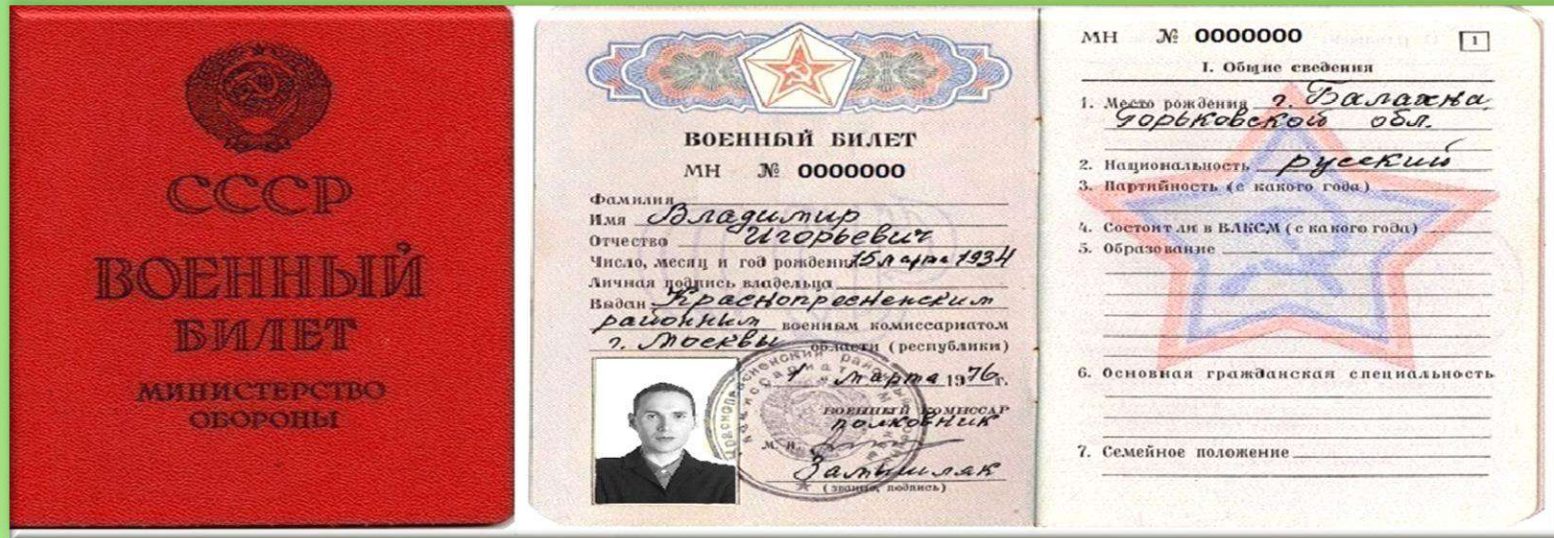 СССР
ВОЕННЫЙ
БИЛЕТ
МИНИСТЕРСТВО
ОБОРОНЫ
ВОЕННЫЙ БИЛЕТ
МН № 0000000
Фамилия
Имя Владимир
Отчество Игорьевич
Число, месяц и год рождения 15 марта 1934
Личная подпись владельца
Выдан Краснопресненским
районным военным комиссариатом
г. Москвы области (республики)
1 марта 1976 г.
ВОЕННЫЙ КОМИССАР
полковник
М. П.
Замышляк
(звание, подпись)
МН № 0000000
1
I. Общие сведения
1. Место рождения г. Балахна
Горьковской обл.
2. Национальность русский
3. Партийность (с какого года)
4. Состоит ли в ВЛКСМ (с какого года)
5. Образование
6. Основная гражданская специальность
7. Семейное положение